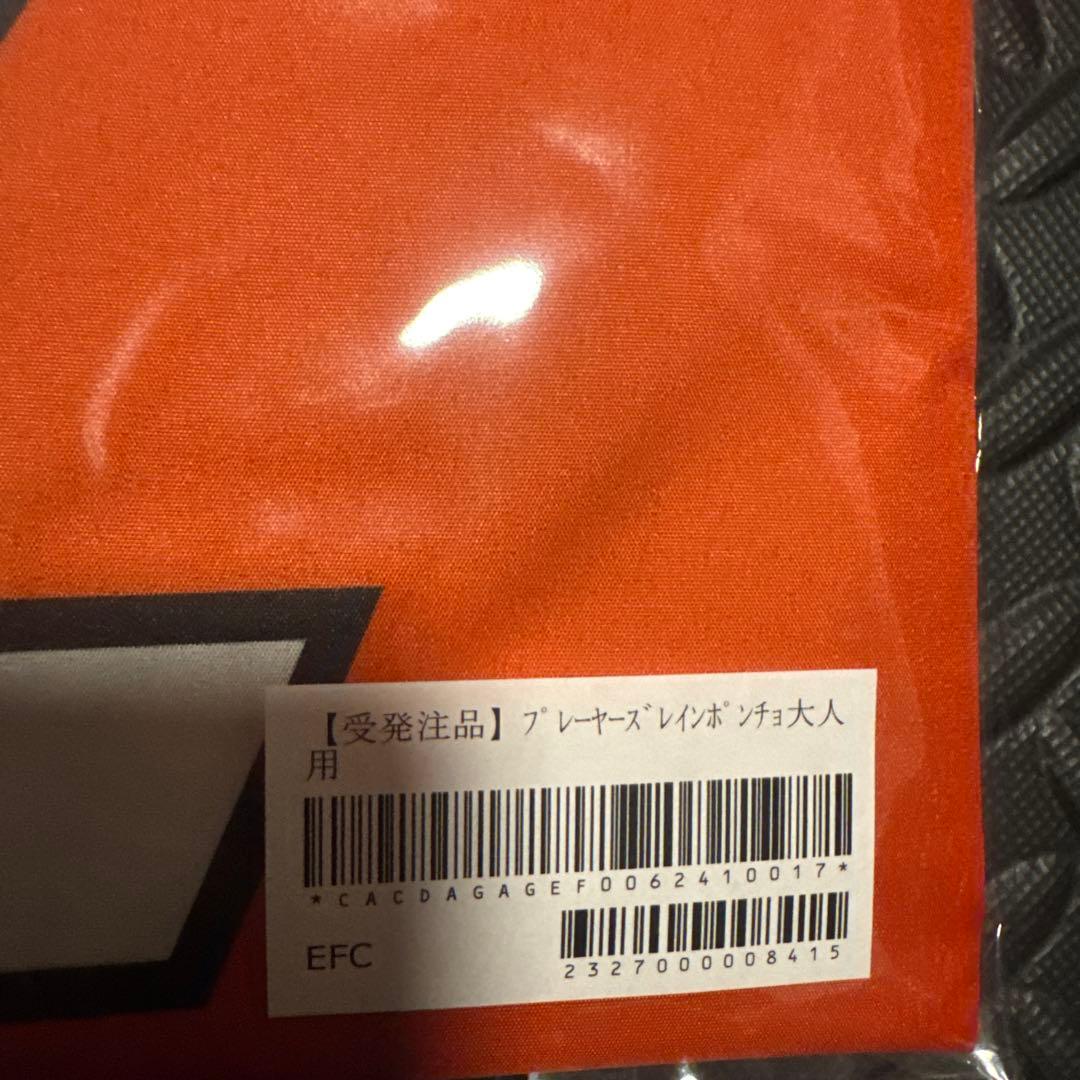 【受発注品】ﾌﾟﾚｰﾔｰｽﾞﾚｲﾝﾎﾟﾝﾁｮ大人
用
*CACDAGAGEF0062410017*
EFC
2327000008415